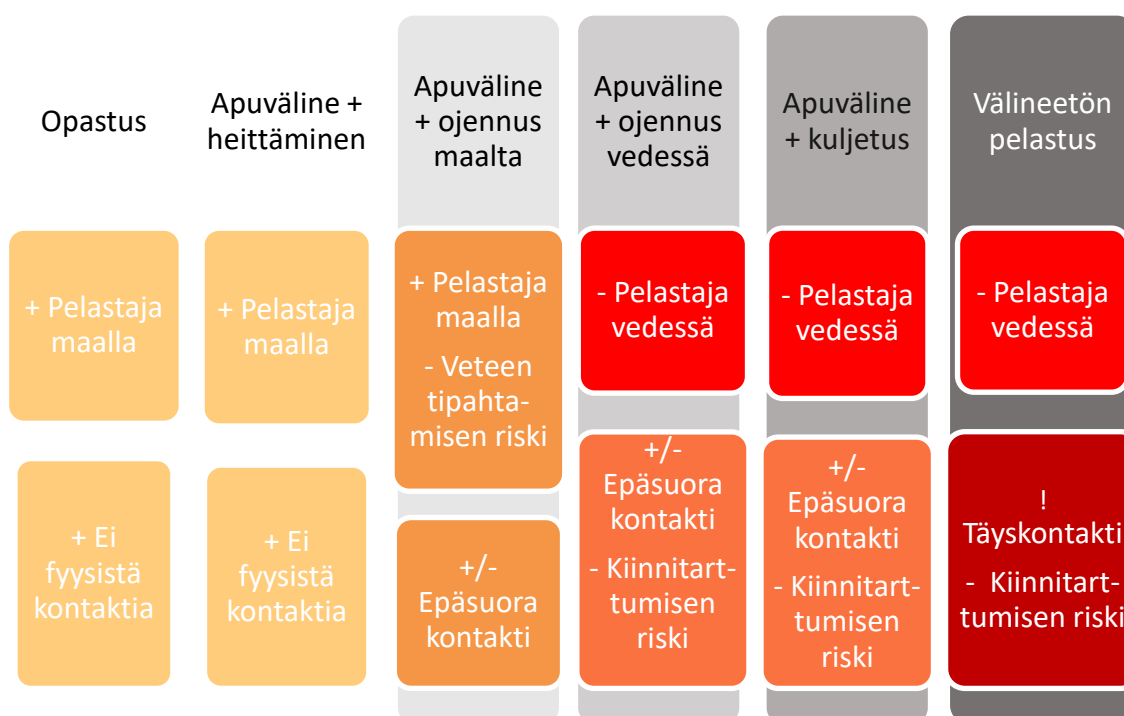 Opastus
Apuväline +
heittäminen
Apuväline
+ ojennus
maalta
Apuväline
+ ojennus
vedessä
Apuväline
+ kuljetus
Välineetön
pelastus
+ Pelastaja
maalla
+ Pelastaja
maalla
+ Pelastaja
maalla
- Veteen
tipahta-
misen riski
- Pelastaja
vedessä
- Pelastaja
vedessä
- Pelastaja
vedessä
+ Ei
fyysistä
kontaktia
+ Ei
fyysistä
kontaktia
+/-
Epäsuora
kontakti
+/-
Epäsuora
kontakti
- Kiinnitart-
tumisen
riski
+/-
Epäsuora
kontakti
- Kiinnitart-
tumisen
riski
!
Täyskontakti
- Kiinnitart-
tumisen riski